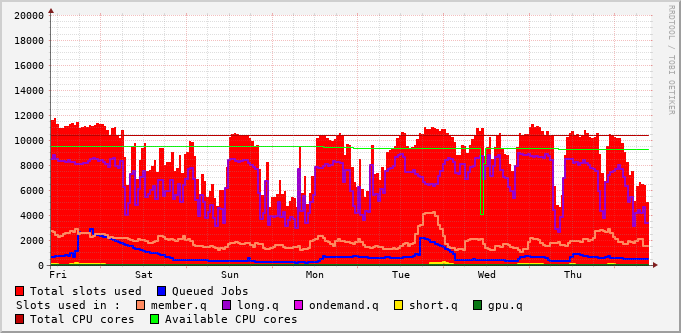 20000
18000
16000
14000
12000
10000
8000
6000
4000
2000
0
Fri Sat Sun Mon Tue Wed Thu
Total slots used Queued Jobs
Slots used in : member.q long.q ondemand.q short.q gpu.q
Total CPU cores Available CPU cores
RRDTOOL / TOBI OETIKER